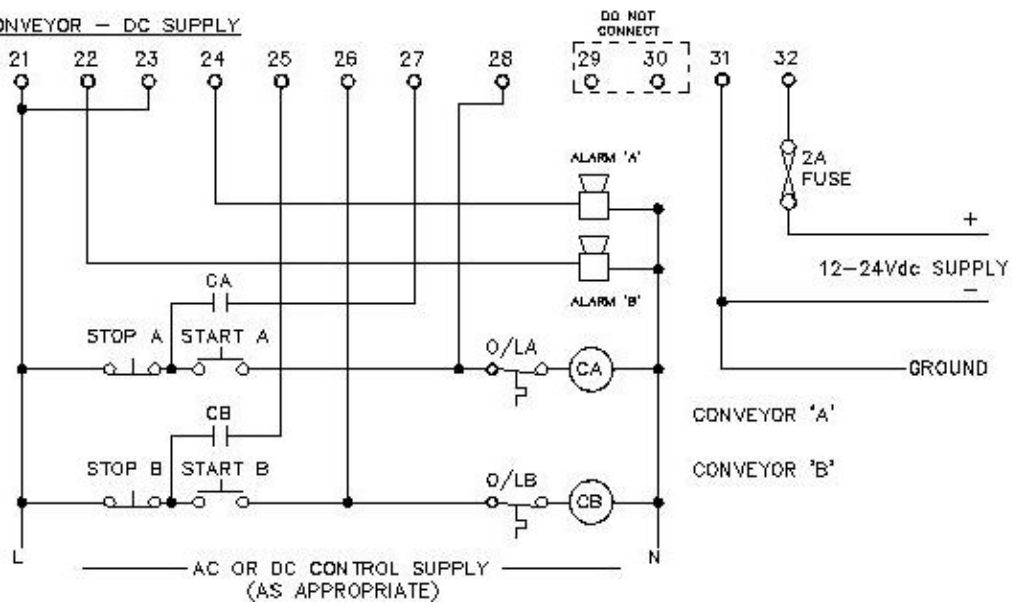 ONVEYOR – DC SUPPLY
DO NOT
CONNECT
21 22 23 24 25 26 27 28 29 30 31 32
ALARM 'A'
2A
FUSE
+
12–24Vdc SUPPLY
–
ALARM 'B'
CA
STOP A START A O/LA
CA
GROUND
CONVEYOR 'A'
CB
STOP B START B O/LB
CONVEYOR 'B'
CB
L N
AC OR DC CONTROL SUPPLY
(AS APPROPRIATE)